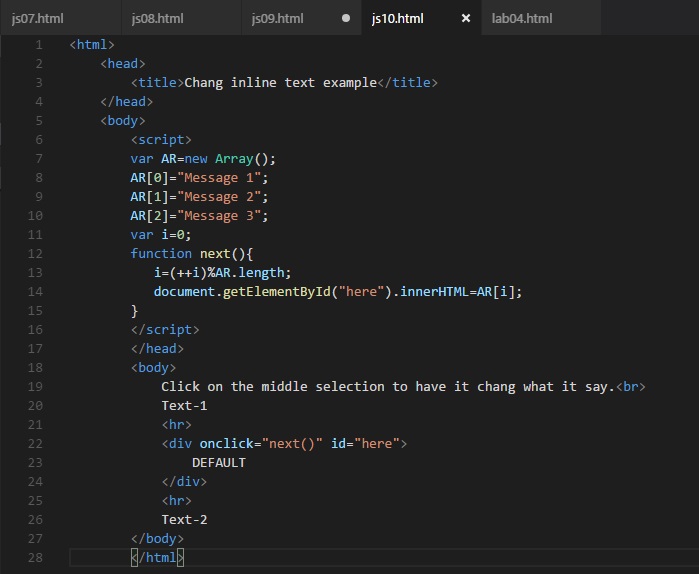 js07.html js08.html js09.html js10.html × lab04.html
1 <html>
2 <head>
3 <title>Chang inline text example</title>
4 </head>
5 <body>
6 <script>
7 var AR=new Array();
8 AR[0]="Message 1";
9 AR[1]="Message 2";
10 AR[2]="Message 3";
11 var i=0;
12 function next(){
13 i=(++i)%AR.length;
14 document.getElementById("here").innerHTML=AR[i];
15 }
16 </script>
17 </head>
18 <body>
19 Click on the middle selection to have it chang what it say.<br>
20 Text-1
21 <hr>
22 <div onclick="next()" id="here">
23 DEFAULT
24 </div>
25 <hr>
26 Text-2
27 </body>
28 </html>